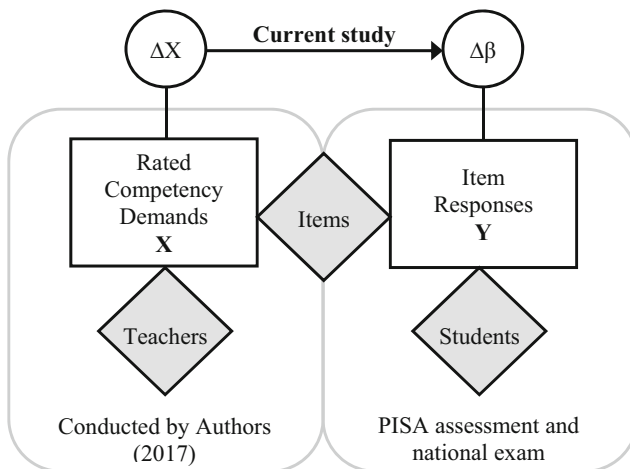 ΔX
Current study
Δβ
Rated
Competency
Demands
X
Items
Item
Responses
Y
Teachers
Students
Conducted by Authors
(2017)
PISA assessment and
national exam